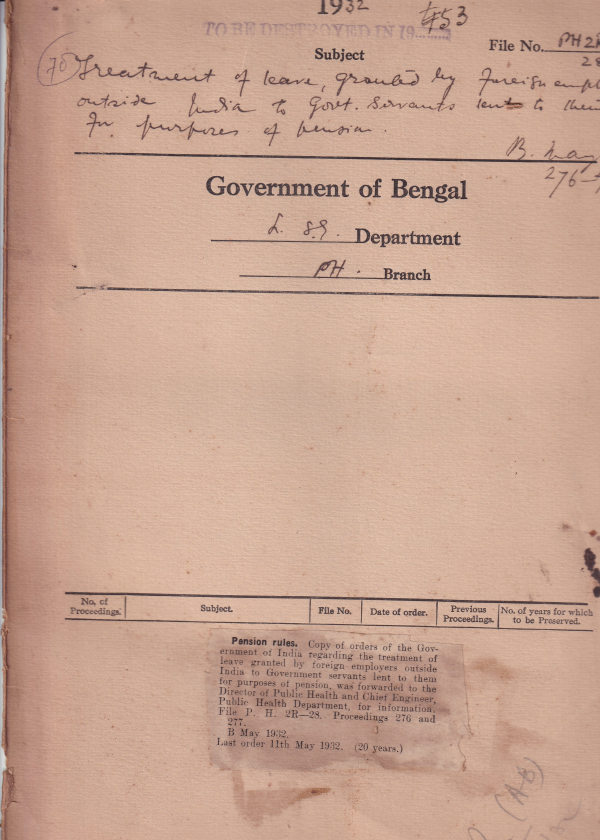 1932
453
TO BE DESTROYED IN 19
Subject
File No. PH2R
28
70
Treatment of leave, granted by foreign empl
outside India to Govt. Servants lent to them
for purposes of pension.
B. May
276-
Government of Bengal
L. S.G. Department
PH. Branch
No. of Proceedings. Subject. File No. Date of order. Previous Proceedings. No. of years for which to be Preserved.
Pension rules. Copy of orders of the Gov-
ernment of India regarding the treatment of
leave granted by foreign employers outside
India to Government servants lent to them
for purposes of pension, was forwarded to the
Director of Public Health and Chief Engineer,
Public Health Department, for information.
File P. H. 2R—28. Proceedings 276 and
277.
B May 1932.
Last order 11th May 1932. (20 years.)
(A-B)